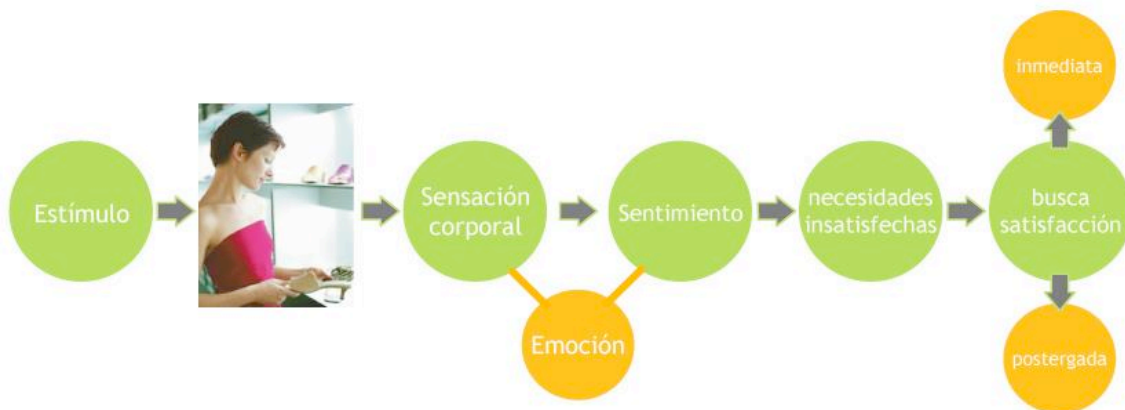 Estímulo
Sensación
corporal
Sentimiento
Emoción
necesidades
insatisfechas
busca
satisfacción
inmediata
postergada